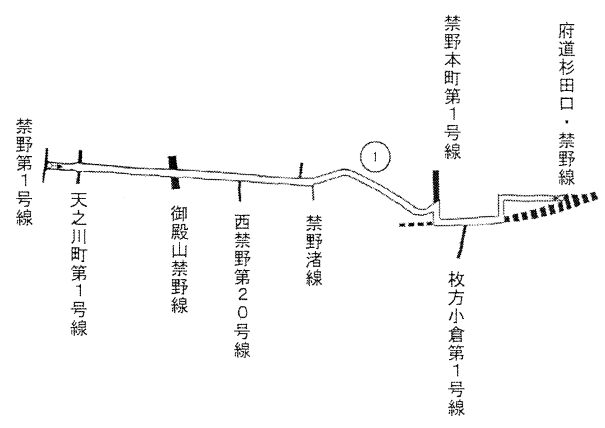 禁野第1号線
天之川町第1号線
御殿山禁野線
西禁野第20号線
禁野渚線
①
禁野本町第1号線
枚方小倉第1号線
府道杉田口・禁野線